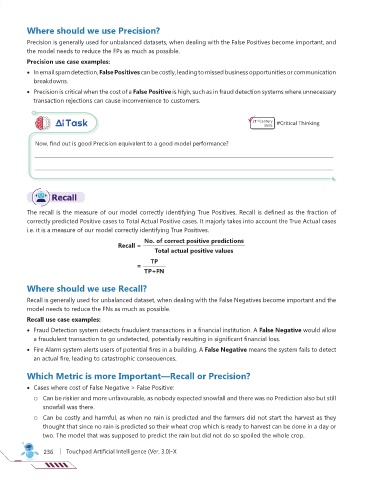 Where should we use Precision?
Precision is generally used for unbalanced datasets, when dealing with the False Positives become important, and
the model needs to reduce the FPs as much as possible.
Precision use case examples:
• In email spam detection, False Positives can be costly, leading to missed business opportunities or communication
breakdowns.
• Precision is critical when the cost of a False Positive is high, such as in fraud detection systems where unnecessary
transaction rejections can cause inconvenience to customers.
Ai Task
21st Century Skills #Critical Thinking
Now, find out is good Precision equivalent to a good model performance?
Recall
The recall is the measure of our model correctly identifying True Positives. Recall is defined as the fraction of
correctly predicted Positive cases to Total Actual Positive cases. It majorly takes into account the True Actual cases
i.e. it is a measure of our model correctly identifying True Positives.
Recall = No. of correct positive predictions
Total actual positive values
= TP
TP+FN
Where should we use Recall?
Recall is generally used for unbalanced dataset, when dealing with the False Negatives become important and the
model needs to reduce the FNs as much as possible.
Recall use case examples:
• Fraud Detection system detects fraudulent transactions in a financial institution. A False Negative would allow
a fraudulent transaction to go undetected, potentially resulting in significant financial loss.
• Fire Alarm system alerts users of potential fires in a building. A False Negative means the system fails to detect
an actual fire, leading to catastrophic consequences.
Which Metric is more Important—Recall or Precision?
• Cases where cost of False Negative > False Positive:
○ Can be riskier and more unfavourable, as nobody expected snowfall and there was no Prediction also but still
snowfall was there.
○ Can be costly and harmful, as when no rain is predicted and the farmers did not start the harvest as they
thought that since no rain is predicted so their wheat crop which is ready to harvest can be done in a day or
two. The model that was supposed to predict the rain but did not do so spoiled the whole crop.
236 | Touchpad Artificial Intelligence (Ver. 3.0)-X